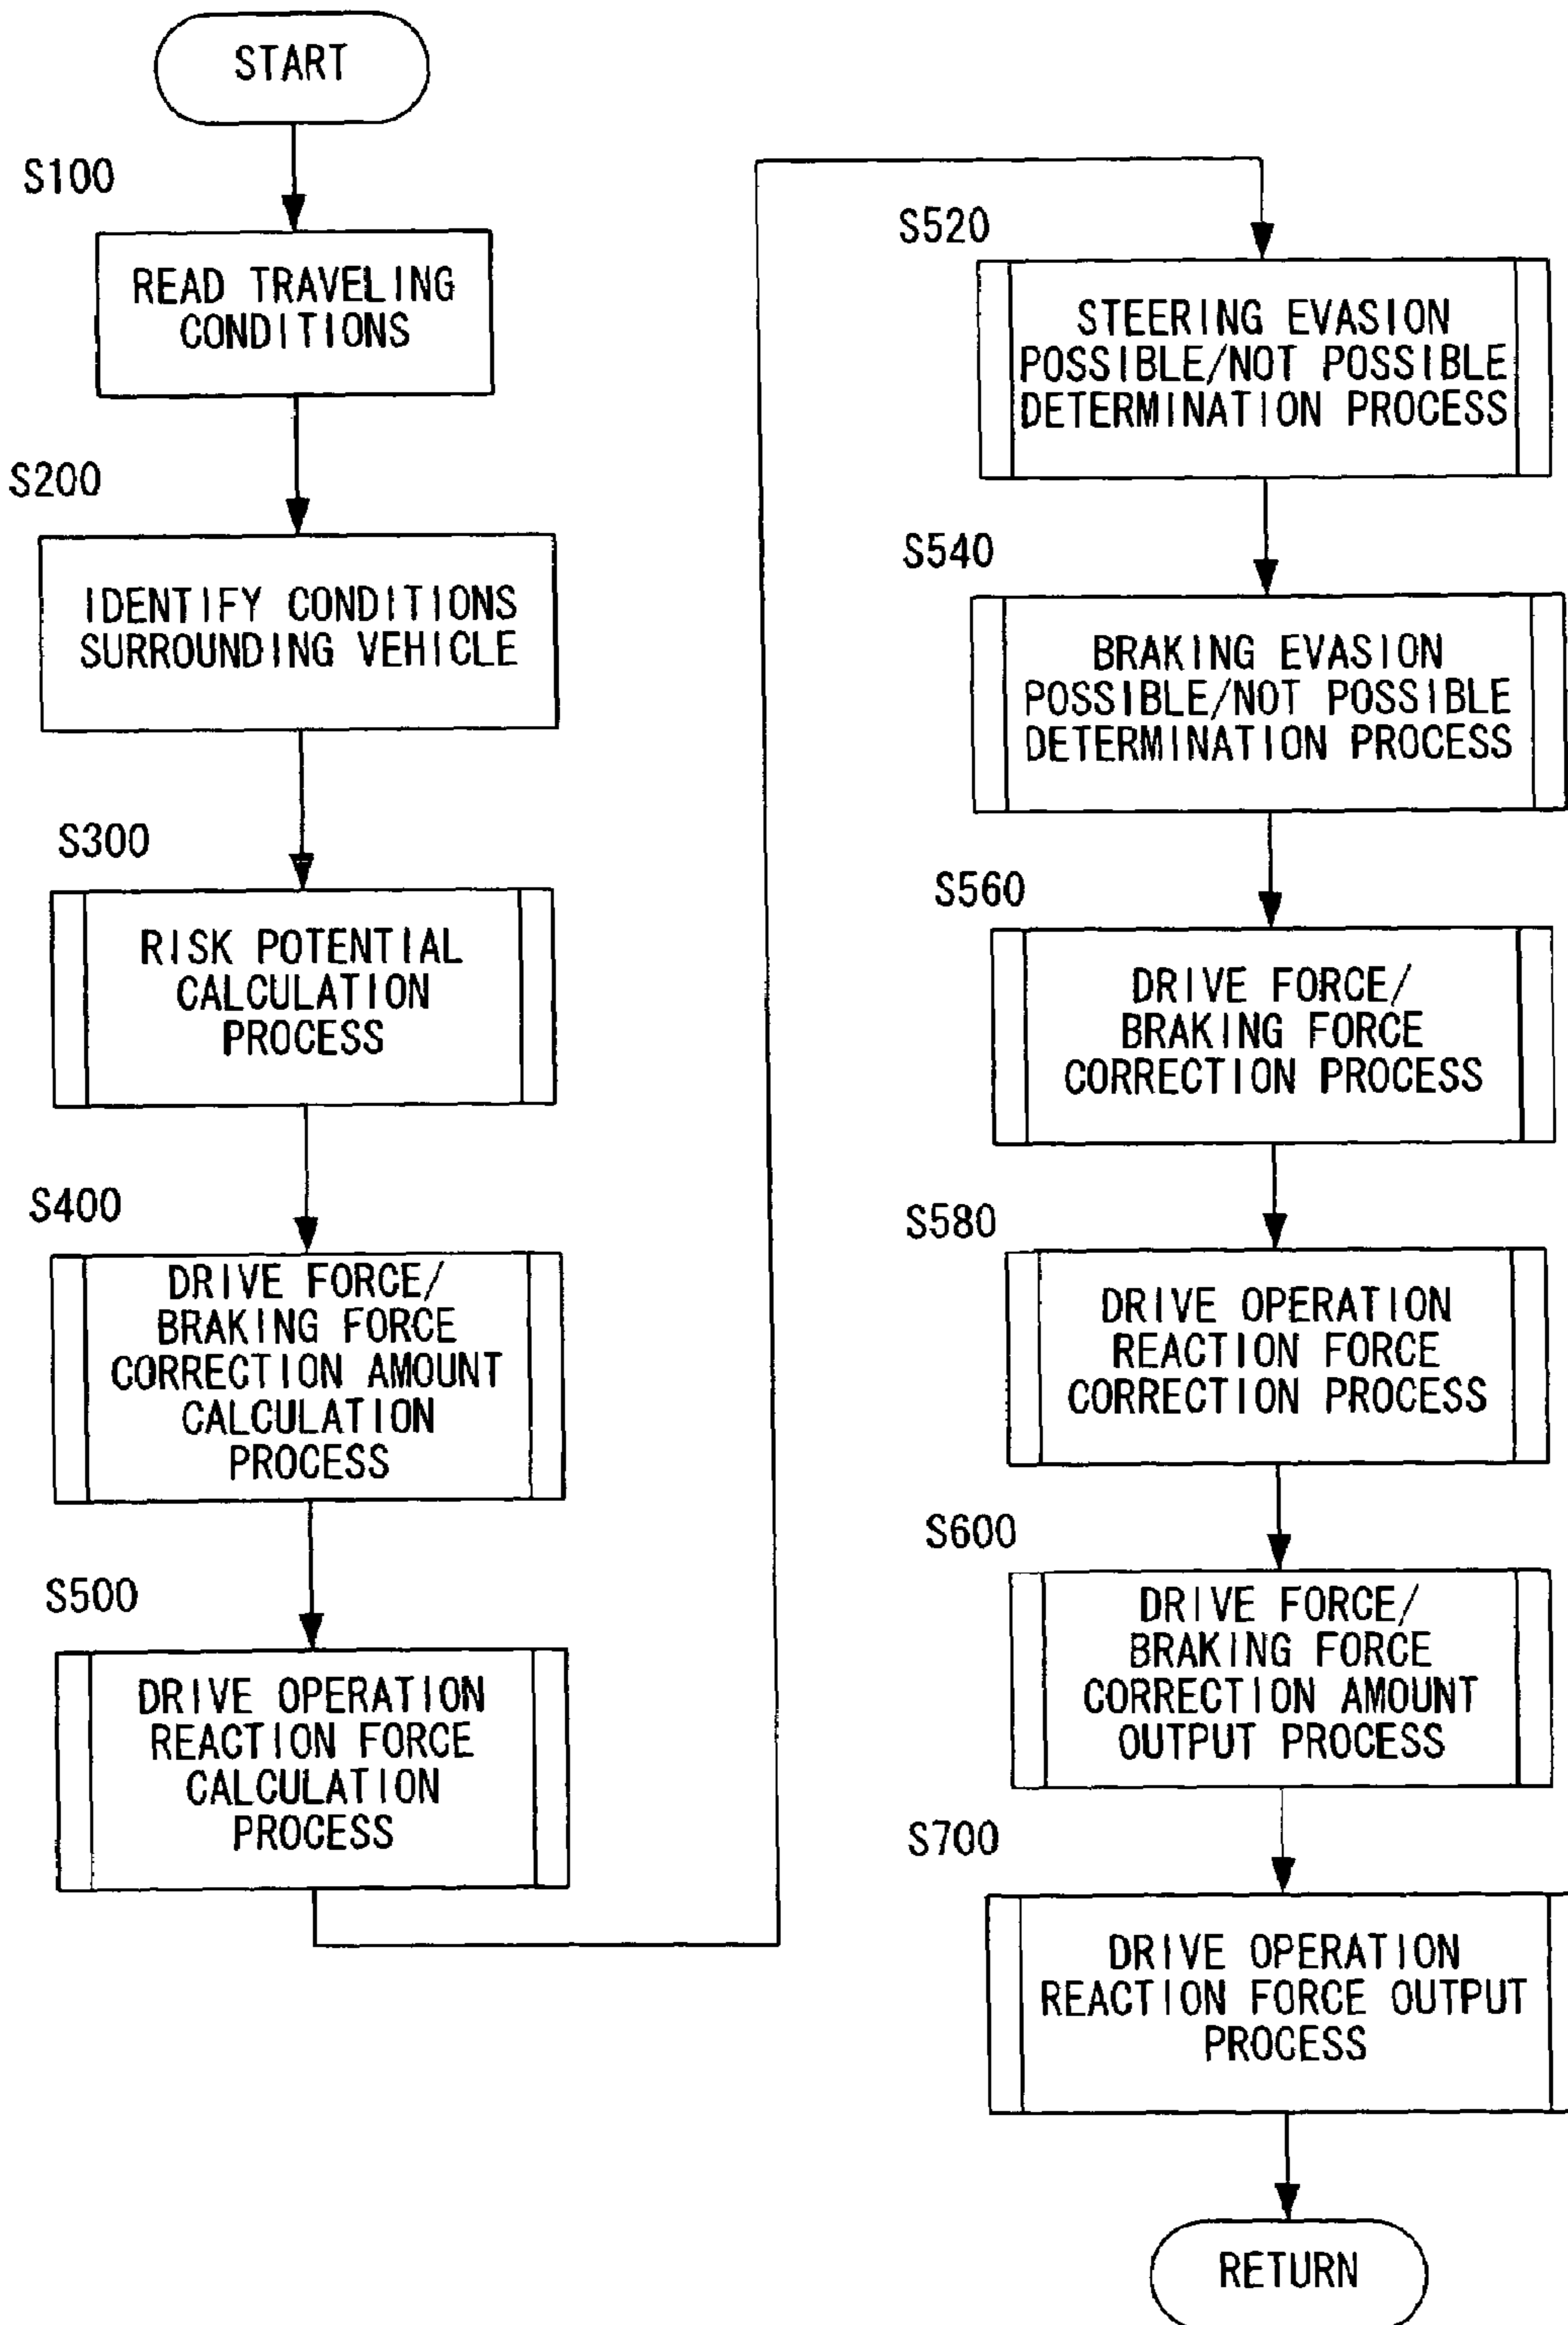 START
S100
READ TRAVELING
CONDITIONS
S200
IDENTIFY CONDITIONS
SURROUNDING VEHICLE
S300
RISK POTENTIAL
CALCULATION
PROCESS
S400
DRIVE FORCE/
BRAKING FORCE
CORRECTION AMOUNT
CALCULATION
PROCESS
S500
DRIVE OPERATION
REACTION FORCE
CALCULATION
PROCESS
S520
STEERING EVASION
POSSIBLE/NOT POSSIBLE
DETERMINATION PROCESS
S540
BRAKING EVASION
POSSIBLE/NOT POSSIBLE
DETERMINATION PROCESS
S560
DRIVE FORCE/
BRAKING FORCE
CORRECTION PROCESS
S580
DRIVE OPERATION
REACTION FORCE
CORRECTION PROCESS
S600
DRIVE FORCE/
BRAKING FORCE
CORRECTION AMOUNT
OUTPUT PROCESS
S700
DRIVE OPERATION
REACTION FORCE OUTPUT
PROCESS
RETURN